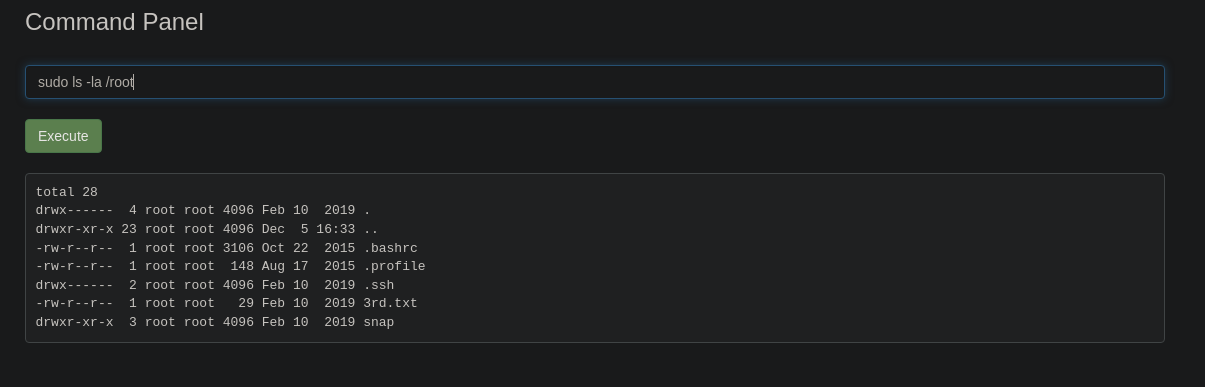 Command Panel
sudo ls -la /root
Execute
total 28
drwx------  4 root root 4096 Feb 10  2019 .
drwxr-xr-x 23 root root 4096 Dec  5 16:33 ..
-rw-r--r--  1 root root 3106 Oct 22  2015 .bashrc
-rw-r--r--  1 root root  148 Aug 17  2015 .profile
drwx------  2 root root 4096 Feb 10  2019 .ssh
-rw-r--r--  1 root root   29 Feb 10  2019 3rd.txt
drwxr-xr-x  3 root root 4096 Feb 10  2019 snap